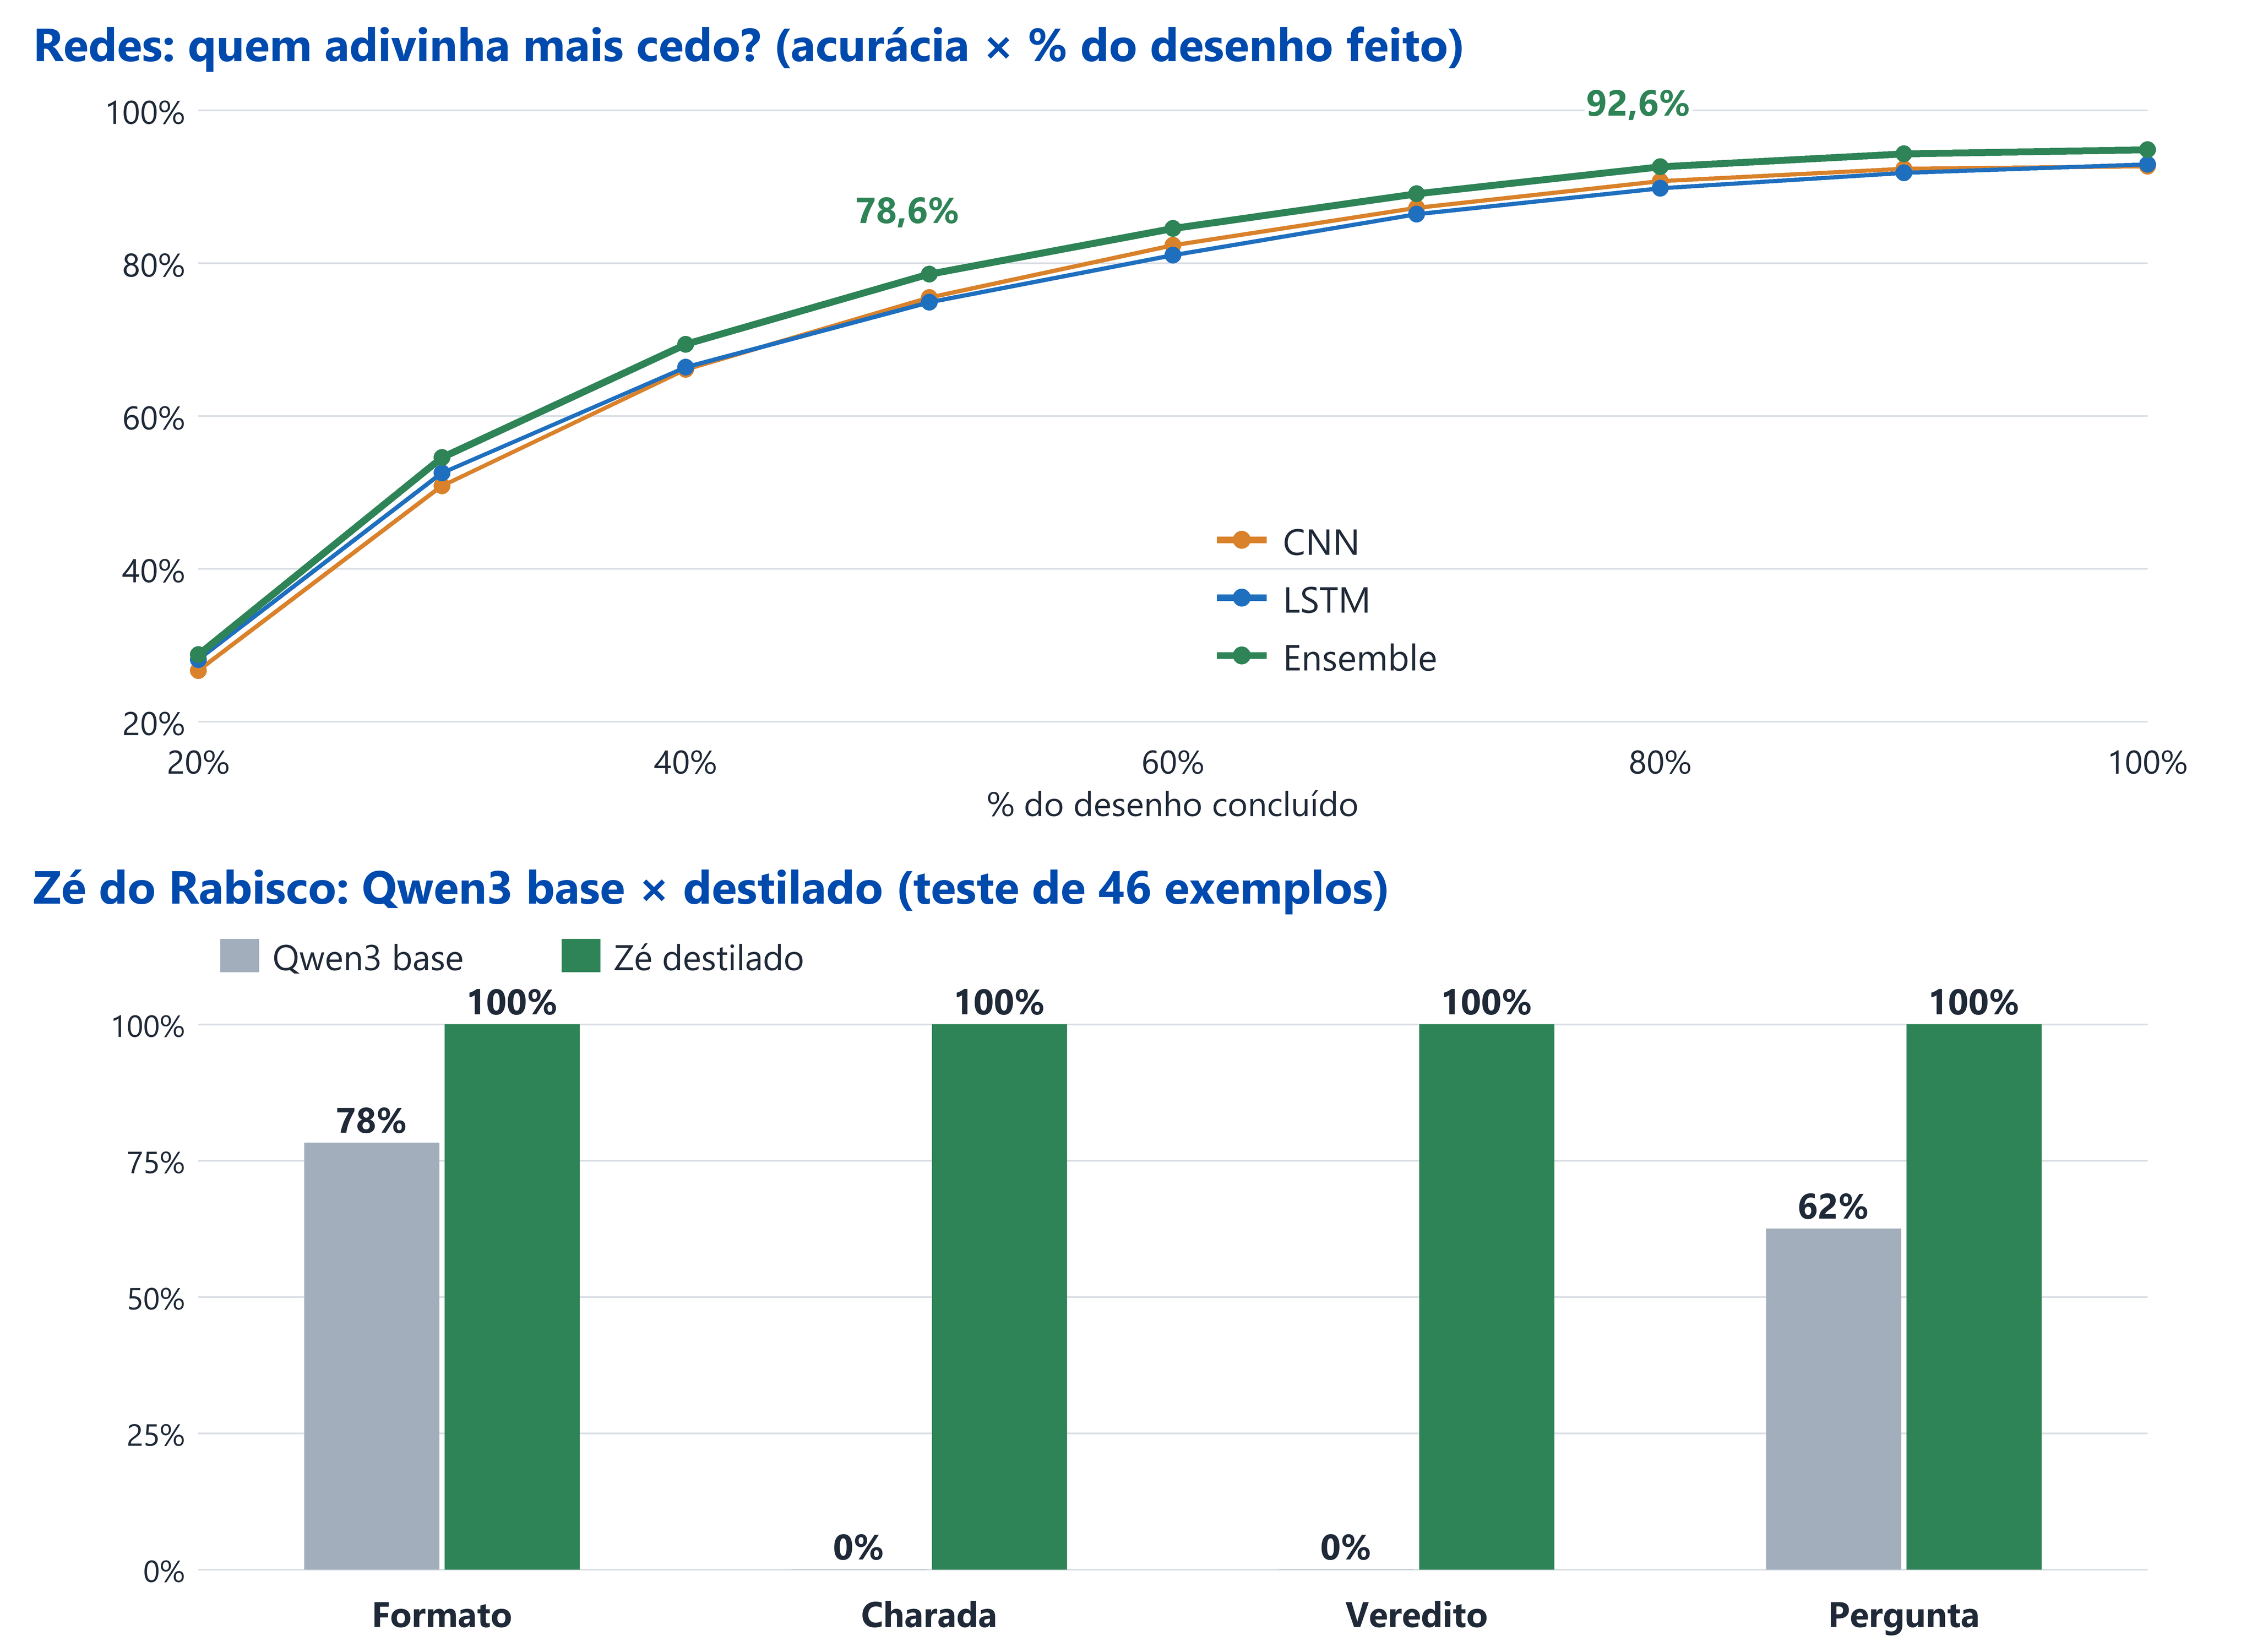 Redes: quem adivinha mais cedo? (acurácia × % do desenho feito)
100%
92,6%
78,6%
80%
60%
CNN
40%
LSTM
Ensemble
20%
20% 40% 60% 80% 100%
% do desenho concluído
Zé do Rabisco: Qwen3 base × destilado (teste de 46 exemplos)
Qwen3 base Zé destilado
100% 100% 100% 100%
100%
78%
75%
62%
50%
25%
0% 0%
0%
Formato Charada Veredito Pergunta